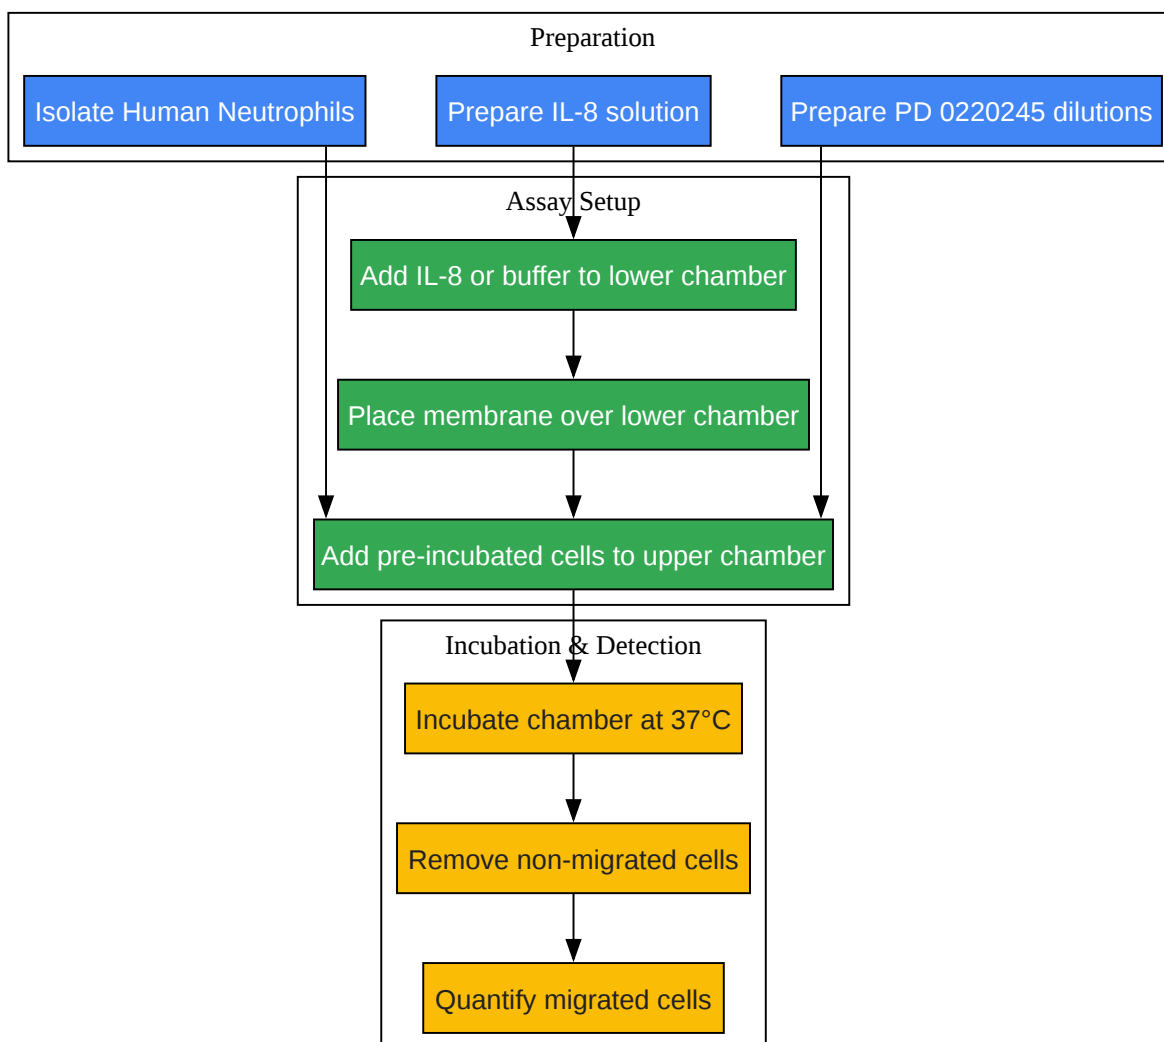 Preparation
Isolate Human Neutrophils
Prepare IL-8 solution
Prepare PD 0220245 dilutions
Assay Setup
Add IL-8 or buffer to lower chamber
Place membrane over lower chamber
Add pre-incubated cells to upper chamber
Incubation & Detection
Incubate chamber at 37°C
Remove non-migrated cells
Quantify migrated cells